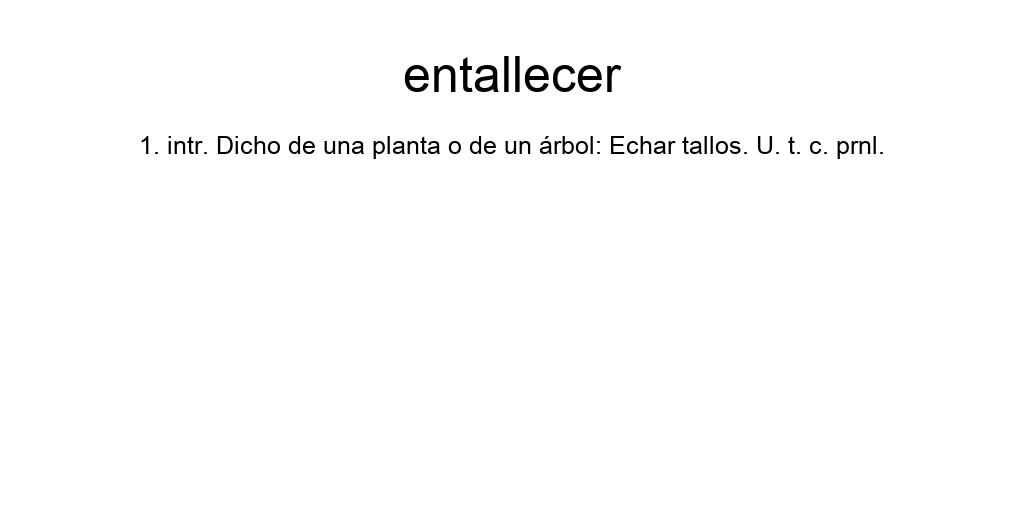 entallecer
1. intr. Dicho de una planta o de un árbol: Echar tallos. U. t. c. prnl.